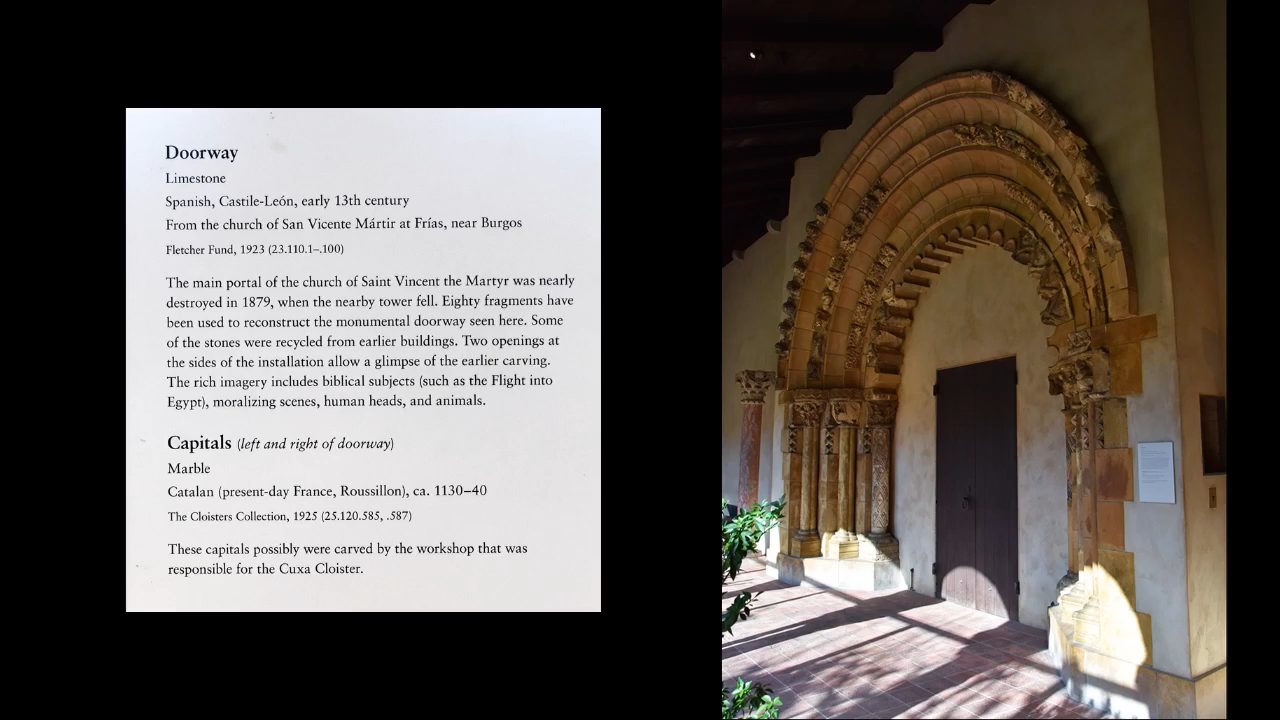 Doorway
Limestone
Spanish, Castile-León, early 13th century
From the church of San Vicente Mártir at Frías, near Burgos
Fletcher Fund, 1923 (23.110.1–.100)
The main portal of the church of Saint Vincent the Martyr was nearly
destroyed in 1879, when the nearby tower fell. Eighty fragments have
been used to reconstruct the monumental doorway seen here. Some
of the stones were recycled from earlier buildings. Two openings at
the sides of the installation allow a glimpse of the earlier carving.
The rich imagery includes biblical subjects (such as the Flight into
Egypt), moralizing scenes, human heads, and animals.
Capitals (left and right of doorway)
Marble
Catalan (present-day France, Roussillon), ca. 1130–40
The Cloisters Collection, 1925 (25.120.585, .587)
These capitals possibly were carved by the workshop that was
responsible for the Cuxa Cloister.